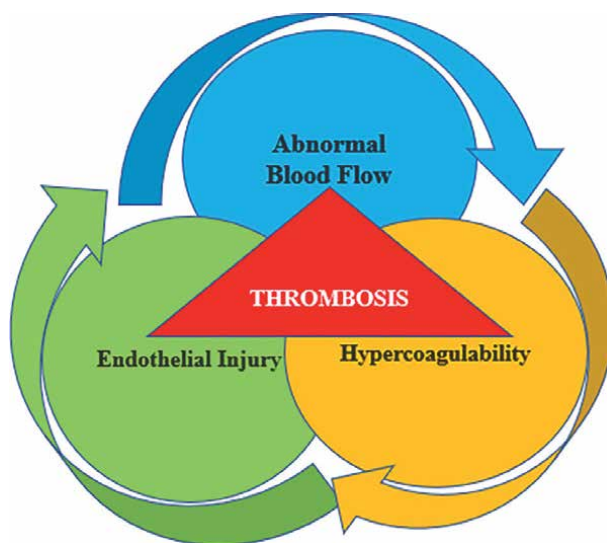 Abnormal
Blood Flow
THROMBOSIS
Endothelial Injury
Hypercoagulability